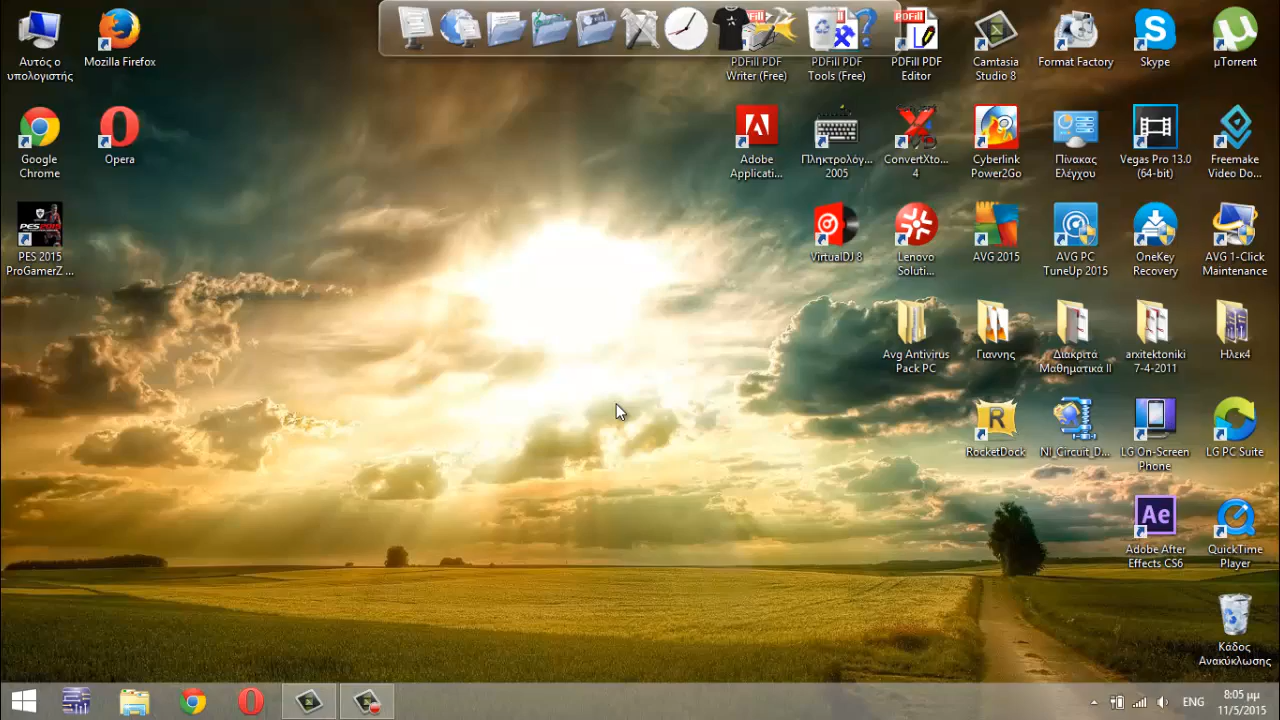 Αυτός ο
υπολογιστής
Mozilla Firefox
PDFill
PDFill
PDFill PDF
Writer (Free)
PDFill PDF
Tools (Free)
PDFill PDF
Editor
Camtasia
Studio 8
Format Factory
Skype
µTorrent
Google
Chrome
Opera
Adobe
Applicati...
Πληκτρολόγ...
2005
ConvertXto...
4
Cyberlink
Power2Go
Πίνακας
Ελέγχου
Vegas Pro 13.0
(64-bit)
Freemake
Video Do...
PES 2015
ProGamerZ ...
VirtualDJ 8
Lenovo
Soluti...
AVG 2015
AVG PC
TuneUp 2015
OneKey
Recovery
AVG 1-Click
Maintenance
Avg Antivirus
Pack PC
Γιαννης
Διακριτά
Μαθηματικά ΙΙ
arxitektoniki
7-4-2011
Ηλεκ4
R
RocketDock
NI_Circuit_D...
LG On-Screen
Phone
LG PC Suite
Ae
Adobe After
Effects CS6
QuickTime
Player
Κάδος
Ανακύκλωσης
ENG
8:05 μμ
11/5/2015